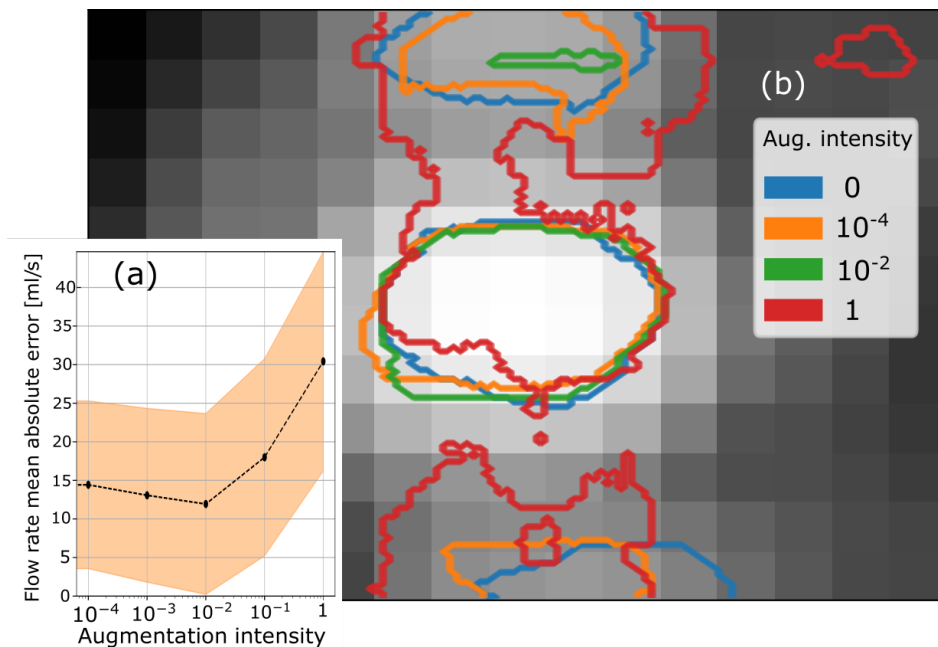 (b)
Aug. intensity
0
10⁻⁴
10⁻²
1
(a)
Flow rate mean absolute error [ml/s]
40
35
30
25
20
15
10
5
0
10⁻⁴ 10⁻³ 10⁻² 10⁻¹ 1
Augmentation intensity